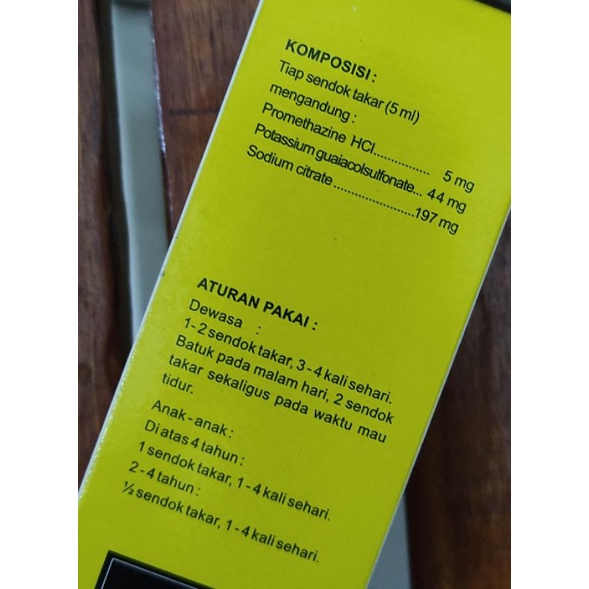 KOMPOSISI :
Tiap sendok takar (5 ml)
mengandung :
Promethazine HCl............... 5 mg
Potassium guaiacolsulfonate... 44 mg
Sodium citrate .......................197 mg
ATURAN PAKAI :
Dewasa :
1-2 sendok takar, 3-4 kali sehari.
Batuk pada malam hari, 2 sendok
takar sekaligus pada waktu mau
tidur.
Anak-anak :
Di atas 4 tahun :
1 sendok takar, 1-4 kali sehari.
2-4 tahun :
½ sendok takar, 1-4 kali sehari.